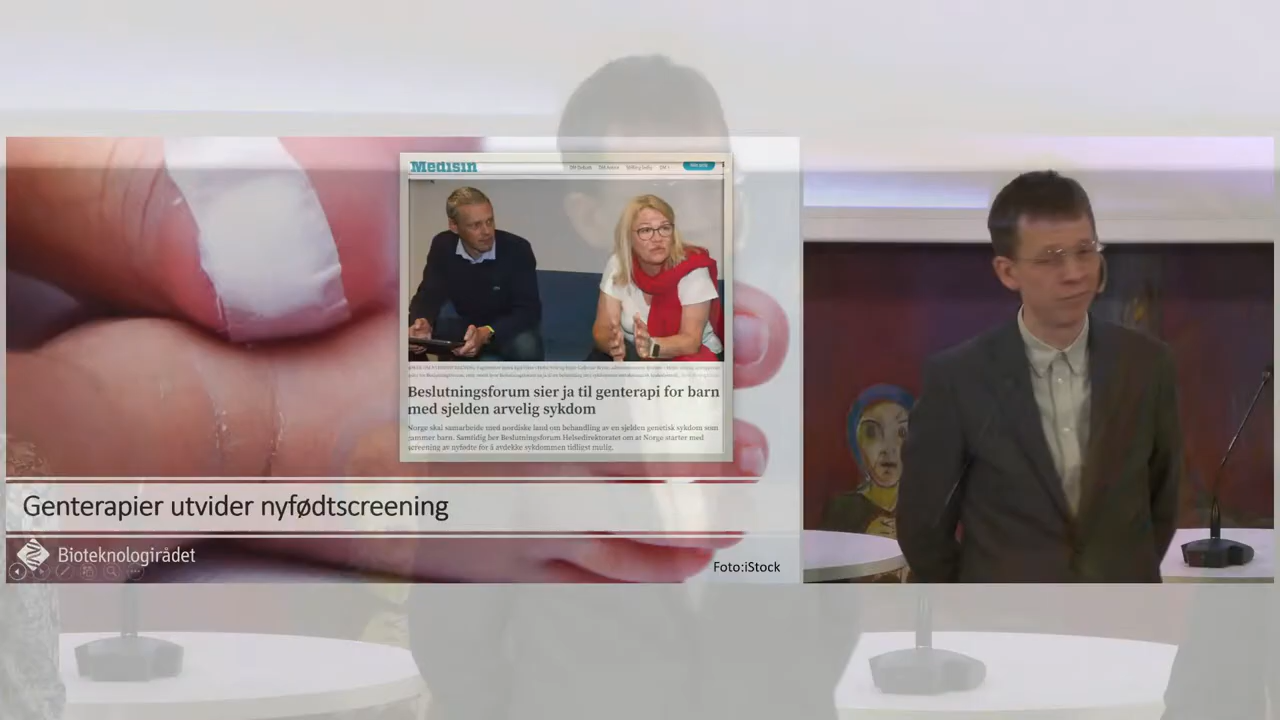 Medisin
Beslutningsforum sier ja til genterapi for barn
med sjelden arvelig sykdom
Norge skal samarbeide med nordiske land om behandling av en sjelden genetisk sykdom som
rammer barn. Samtidig ber Beslutningsforum Helsedirektoratet om at Norge starter med
screening av nyfødte for å avdekke sykdommen tidligst mulig.
Genterapier utvider nyfødtscreening
Bioteknologirådet
Foto:iStock